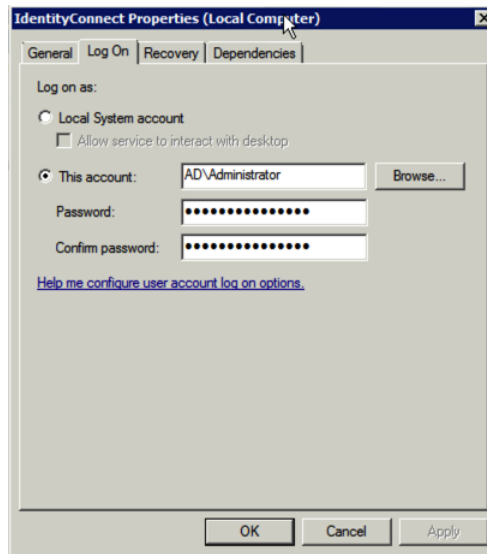 IdentityConnect Properties (Local Computer)
General Log On Recovery Dependencies
Log on as:
Local System account
Allow service to interact with desktop
This account: AD\Administrator Browse...
Password: ●●●●●●●●●●●●●●●
Confirm password: ●●●●●●●●●●●●●●●
Help me configure user account log on options.
OK Cancel Apply